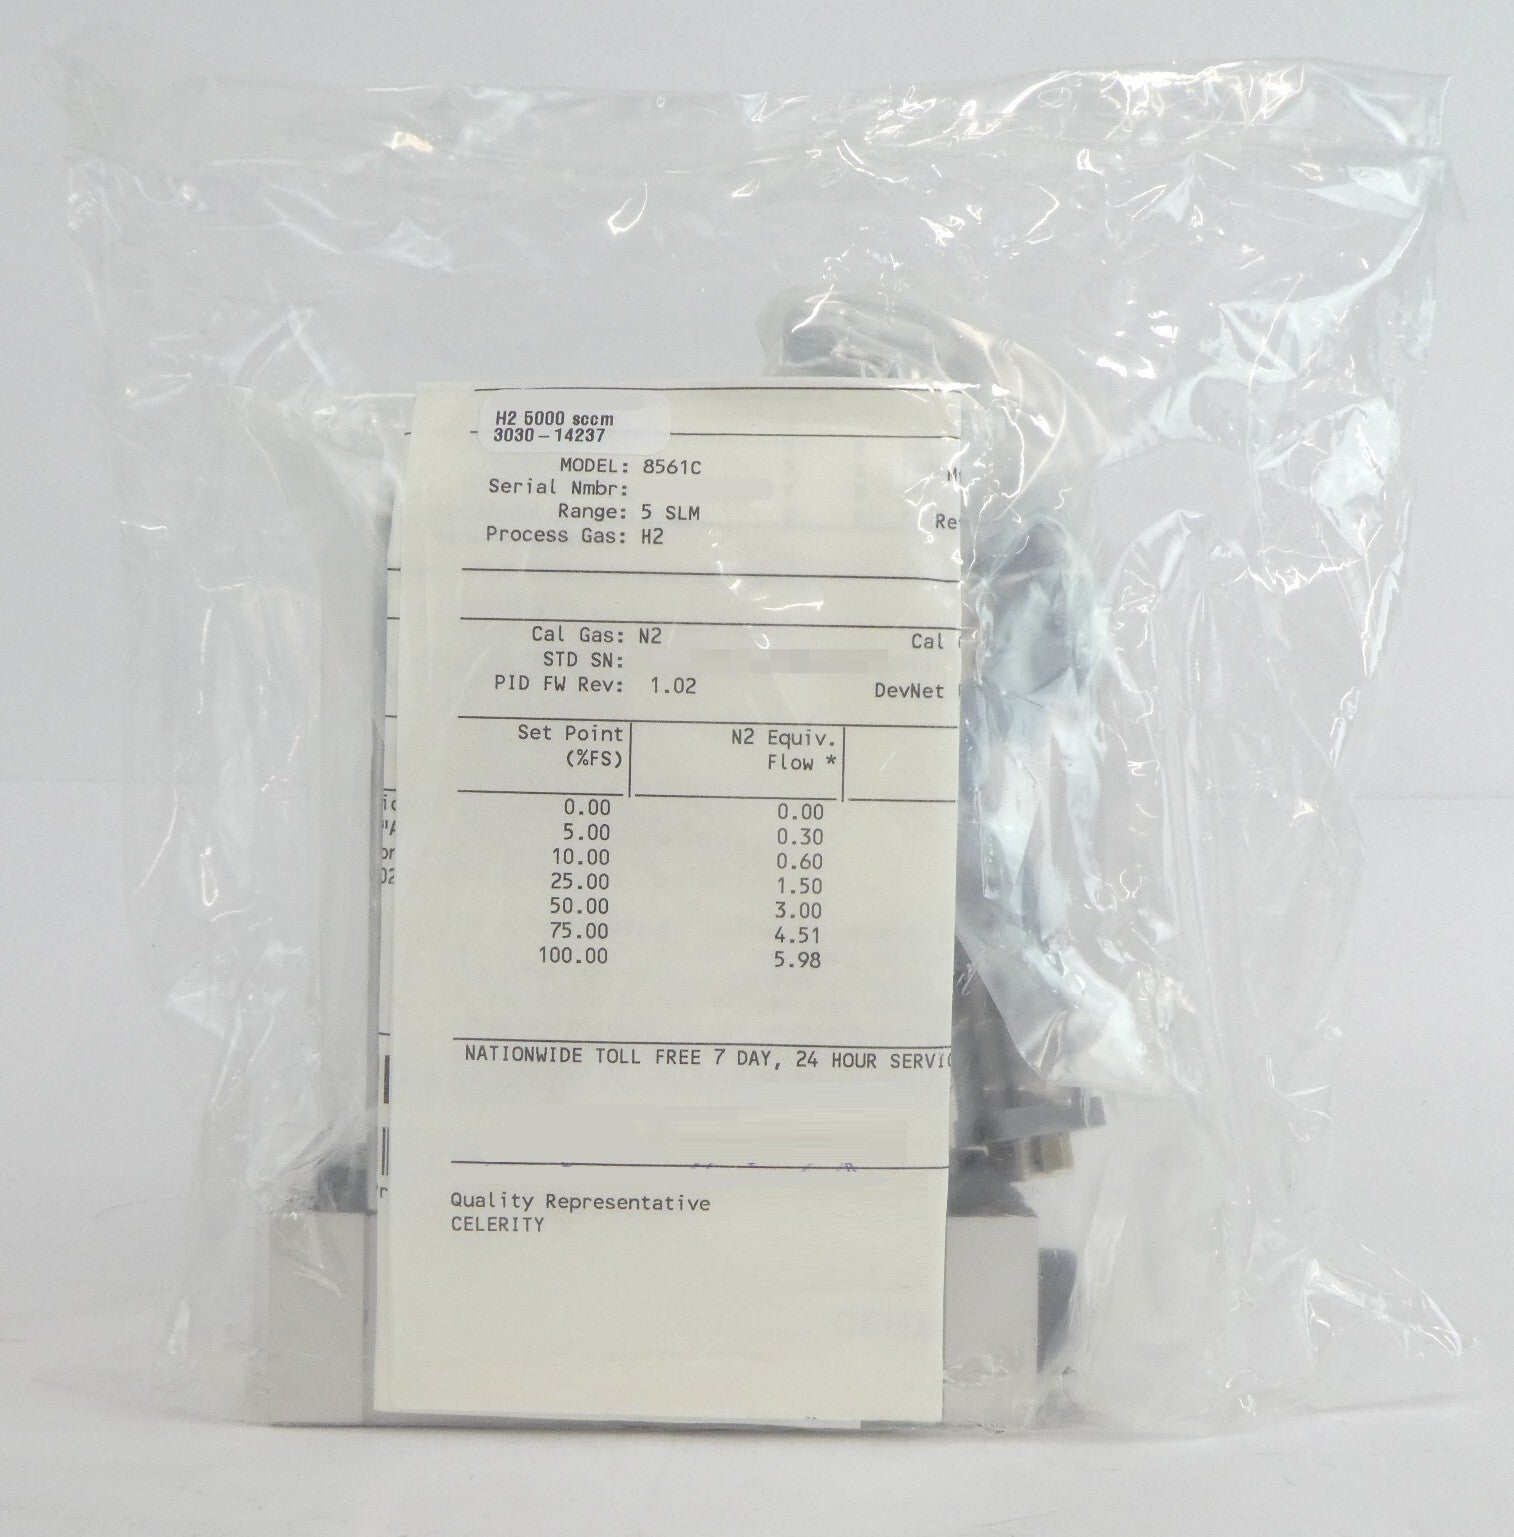 H2 5000 sccm
3030-14237
MODEL: 8561C
Serial Nmbr:
Range: 5 SLM
Re
Process Gas: H2
Cal Gas: N2 Cal
STD SN:
PID FW Rev: 1.02 DevNet
Set Point N2 Equiv.
(%FS) Flow *
0.00 0.00
5.00 0.30
10.00 0.60
25.00 1.50
50.00 3.00
75.00 4.51
100.00 5.98
NATIONWIDE TOLL FREE 7 DAY, 24 HOUR SERVIC
Quality Representative
CELERITY